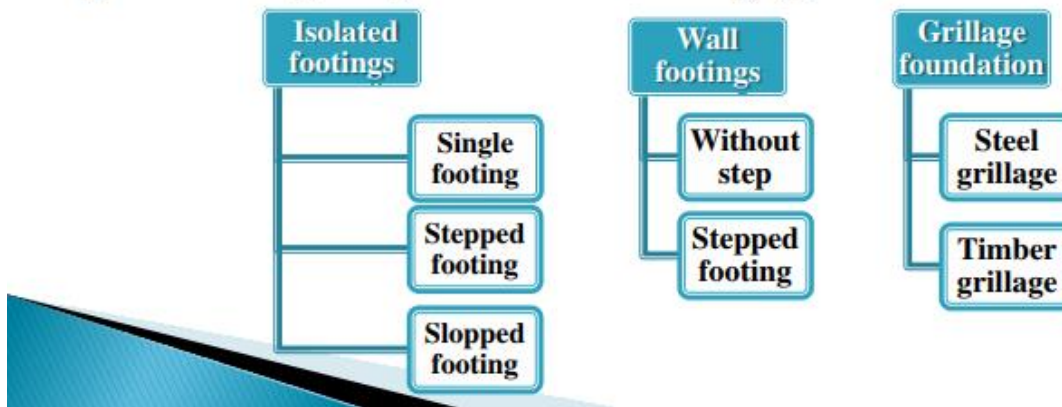 Isolated
footings
Single
footing
Stepped
footing
Slopped
footing
Wall
footings
Without
step
Stepped
footing
Grillage
foundation
Steel
grillage
Timber
grillage